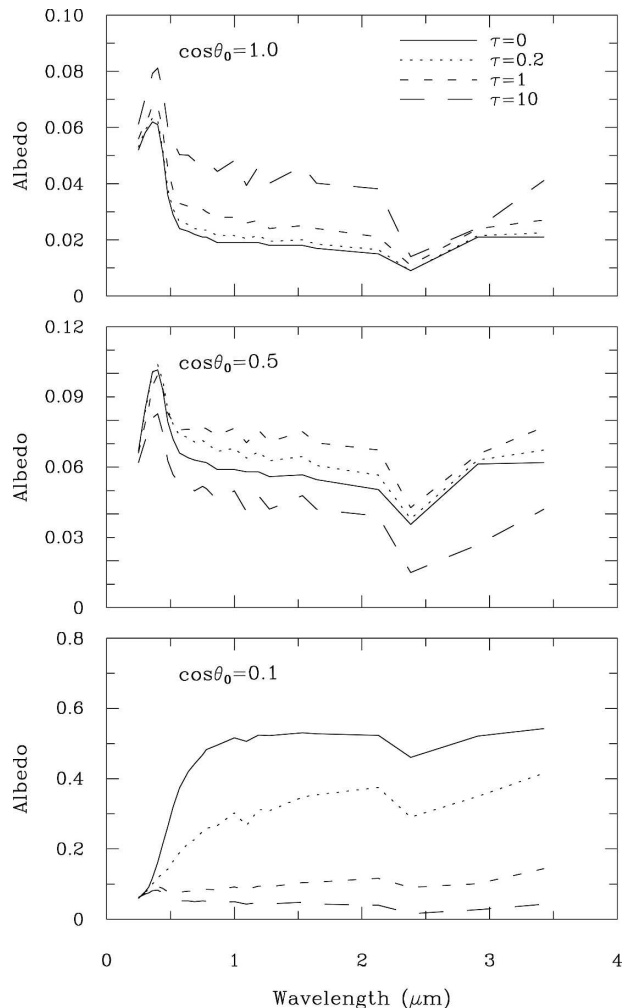 0.10
cosθ₀=1.0
τ=0
τ=0.2
τ=1
τ=10
0.08
0.06
0.04
0.02
0
Albedo
0.12
cosθ₀=0.5
0.09
0.06
0.03
0
Albedo
0.8
cosθ₀=0.1
0.6
0.4
0.2
0
Albedo
0 1 2 3 4
Wavelength (μm)